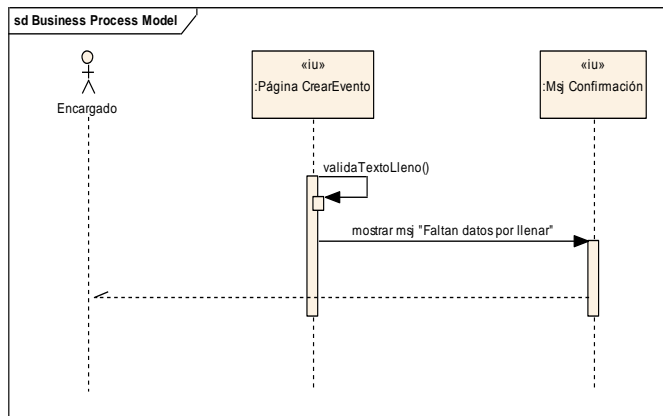 sd Business Process Model
Encargado
«iu»
:Página CrearEvento
«iu»
:Msj Confirmación
validaTextoLleno()
mostrar msj "Faltan datos por llenar"